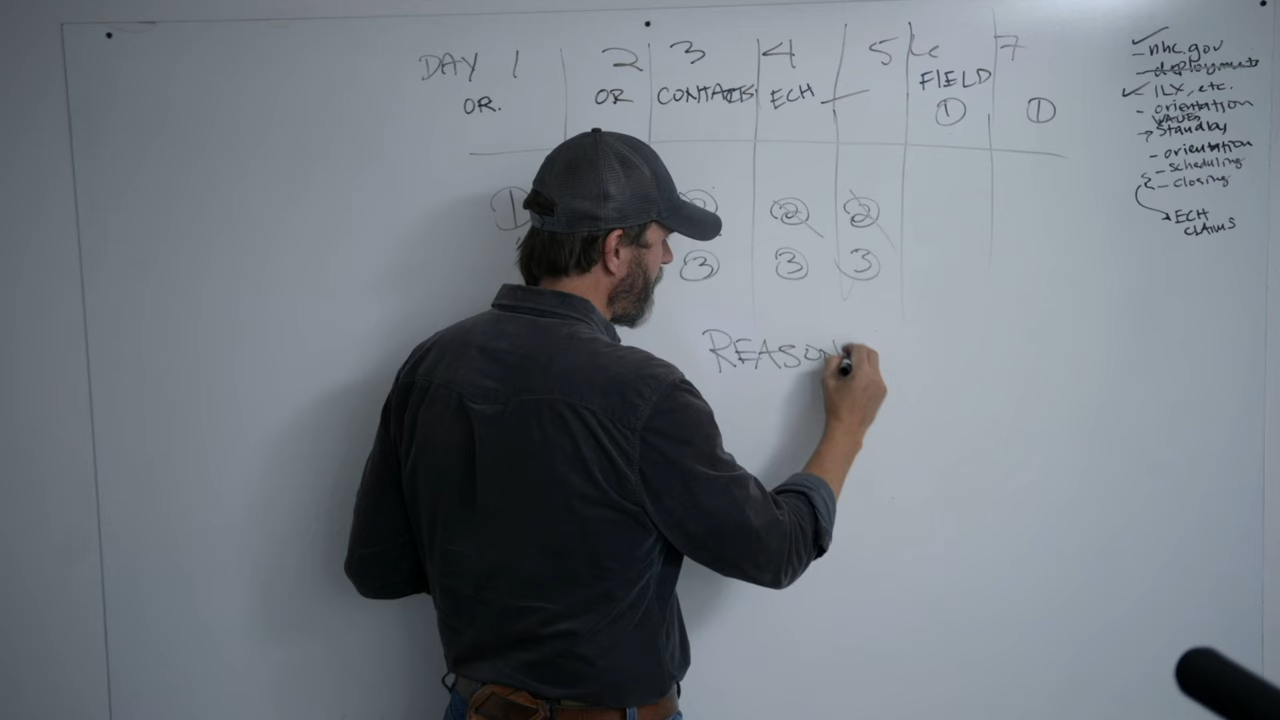 DAY 1 2 3 4 5 6 7
OR. OR CONTACTS ECH FIELD
① ①
① ② ② ②
③ ③ ③
REASON
- nhc.gov
- deployments
ILX, etc.
- orientation
WAVES
→ Standby
- orientation
- scheduling
- closing
ECH
CLAIMS